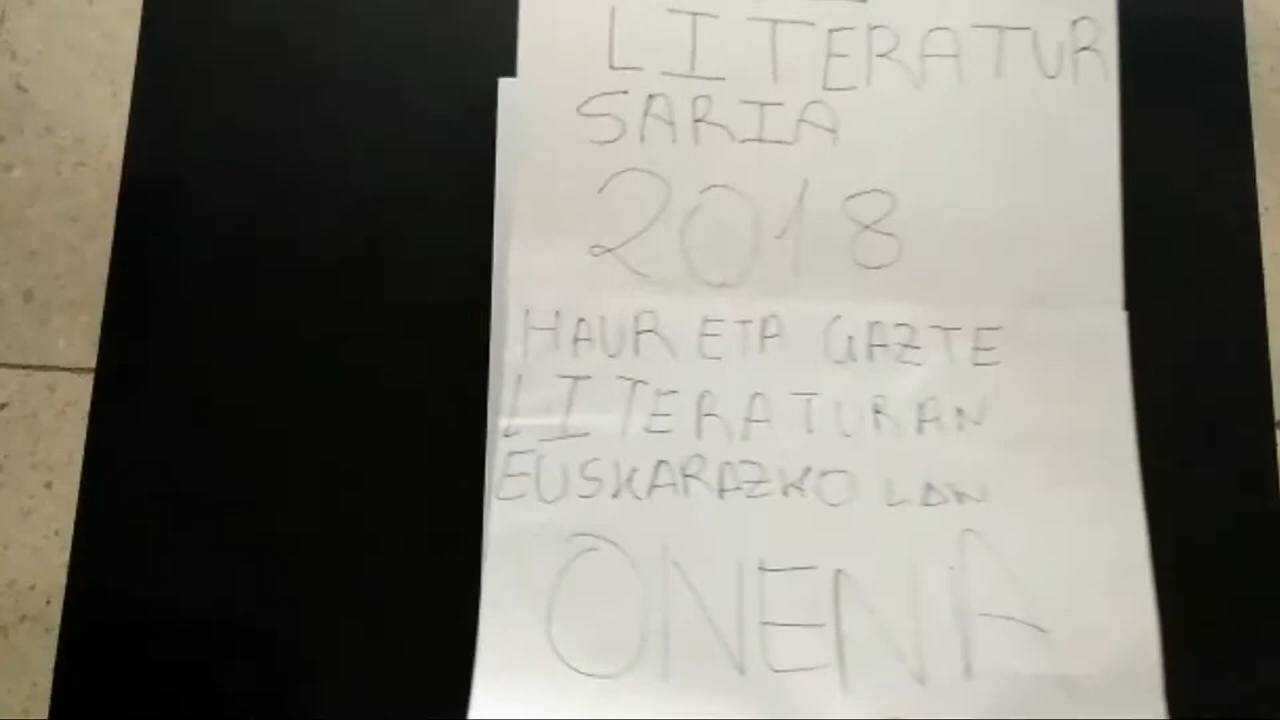 LITERATUR
SARIA
2018
HAUR ETA GAZTE
LITERATURAN
EUSKARAZKO LAN
ONENA